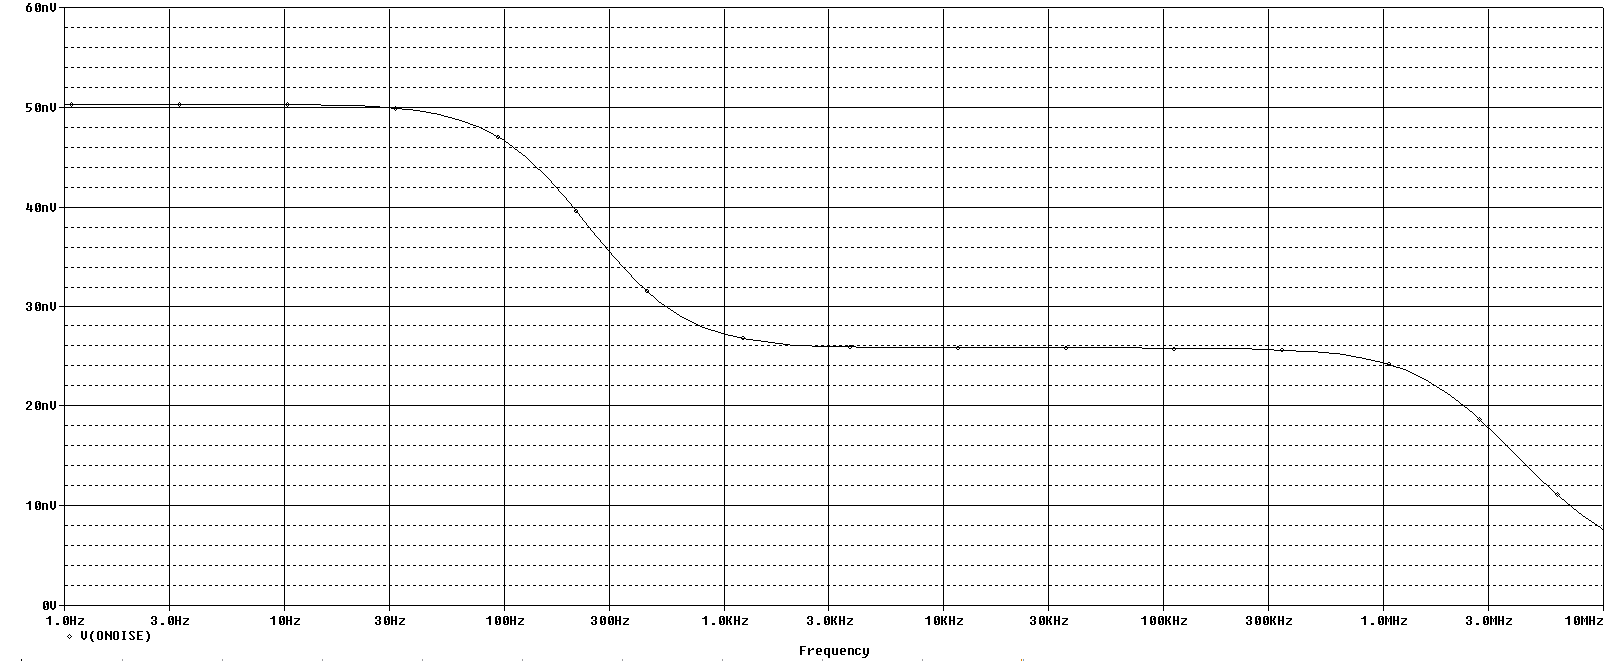 60nV
50nV
40nV
30nV
20nV
10nV
0V
1.0Hz 3.0Hz 10Hz 30Hz 100Hz 300Hz 1.0KHz 3.0KHz 10KHz 30KHz 100KHz 300KHz 1.0MHz 3.0MHz 10MHz
V(ONOISE)
Frequency